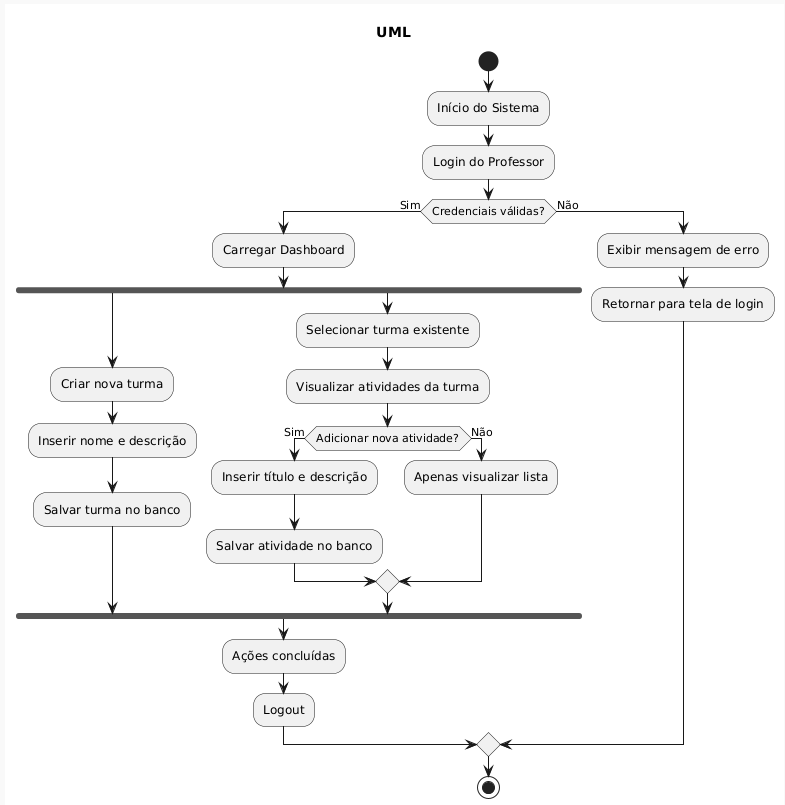 UML
Início do Sistema
Login do Professor
Sim
Credenciais válidas?
Não
Carregar Dashboard
Exibir mensagem de erro
Retornar para tela de login
Selecionar turma existente
Criar nova turma
Visualizar atividades da turma
Inserir nome e descrição
Sim
Adicionar nova atividade?
Não
Inserir título e descrição
Apenas visualizar lista
Salvar turma no banco
Salvar atividade no banco
Ações concluídas
Logout